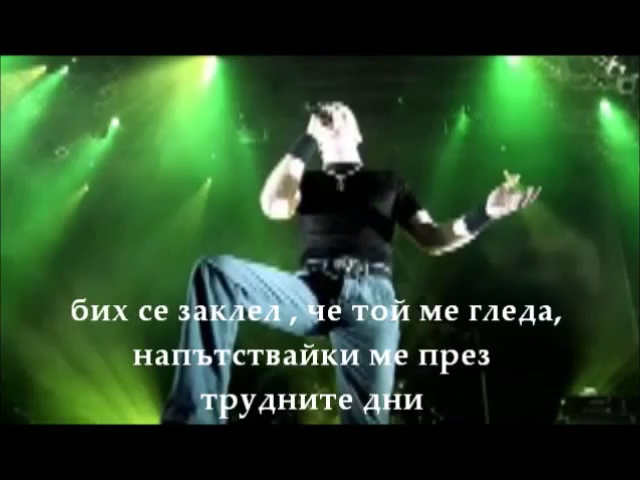 бих се заклел , че той ме гледа,
напътствайки ме през
трудните дни